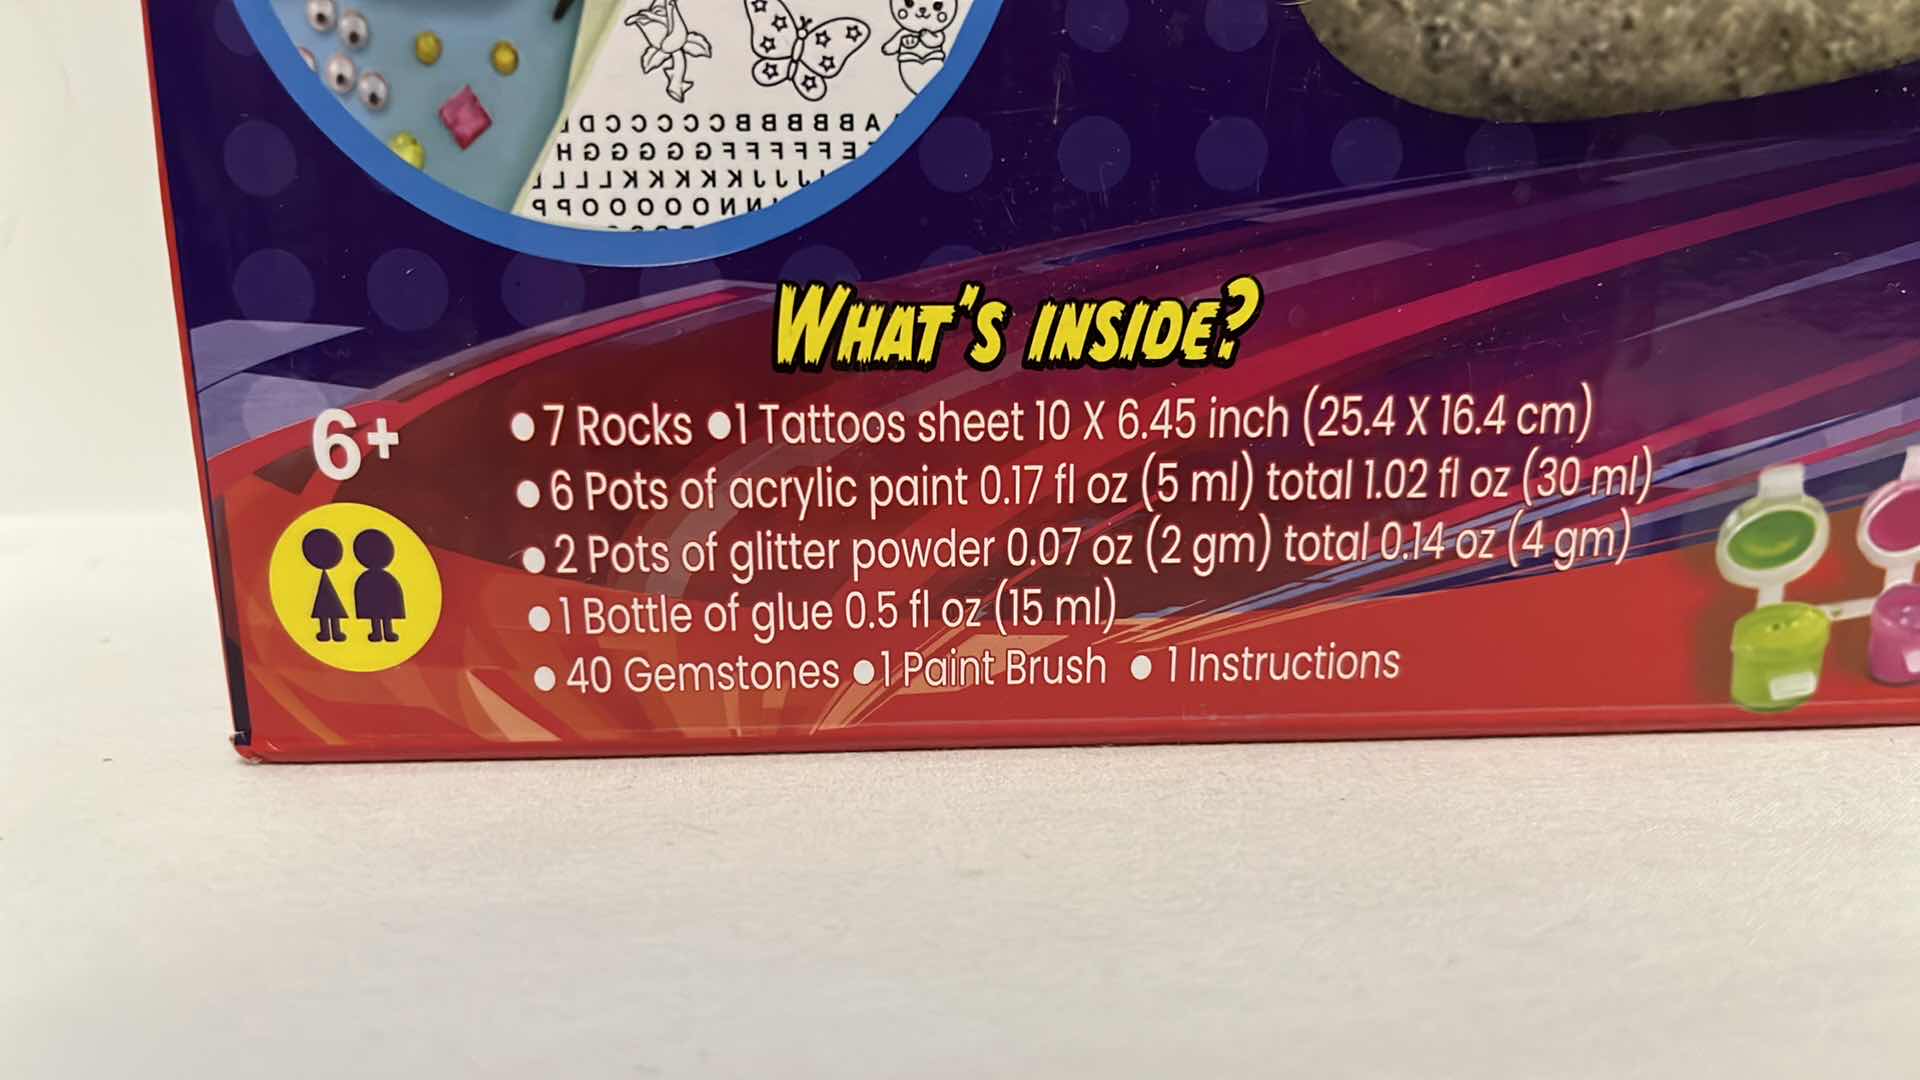 A B B B B C C C C C D
E F F F F F G G G G G H
J J K K K K K L L L
N N O O O O O P P
WHAT'S INSIDE?
6+
● 7 Rocks ● 1 Tattoos sheet 10 X 6.45 inch (25.4 X 16.4 cm)
● 6 Pots of acrylic paint 0.17 fl oz (5 ml) total 1.02 fl oz (30 ml)
● 2 Pots of glitter powder 0.07 oz (2 gm) total 0.14 oz (4 gm)
● 1 Bottle of glue 0.5 fl oz (15 ml)
● 40 Gemstones ● 1 Paint Brush ● 1 Instructions